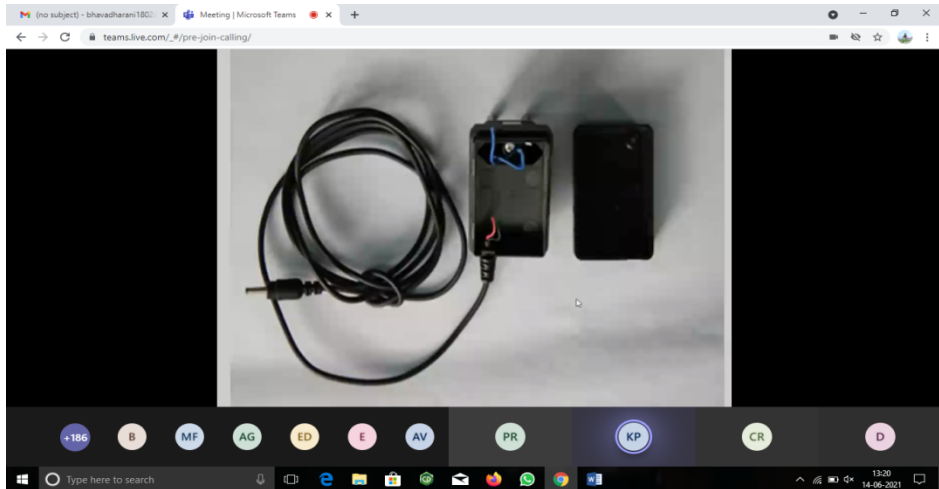 (no subject) - bhavadharani1802
Meeting | Microsoft Teams
teams.live.com/_#/pre-join-calling/
+186 B MF AG ED E AV PR KP CR D
Type here to search
13:20
14-06-2021